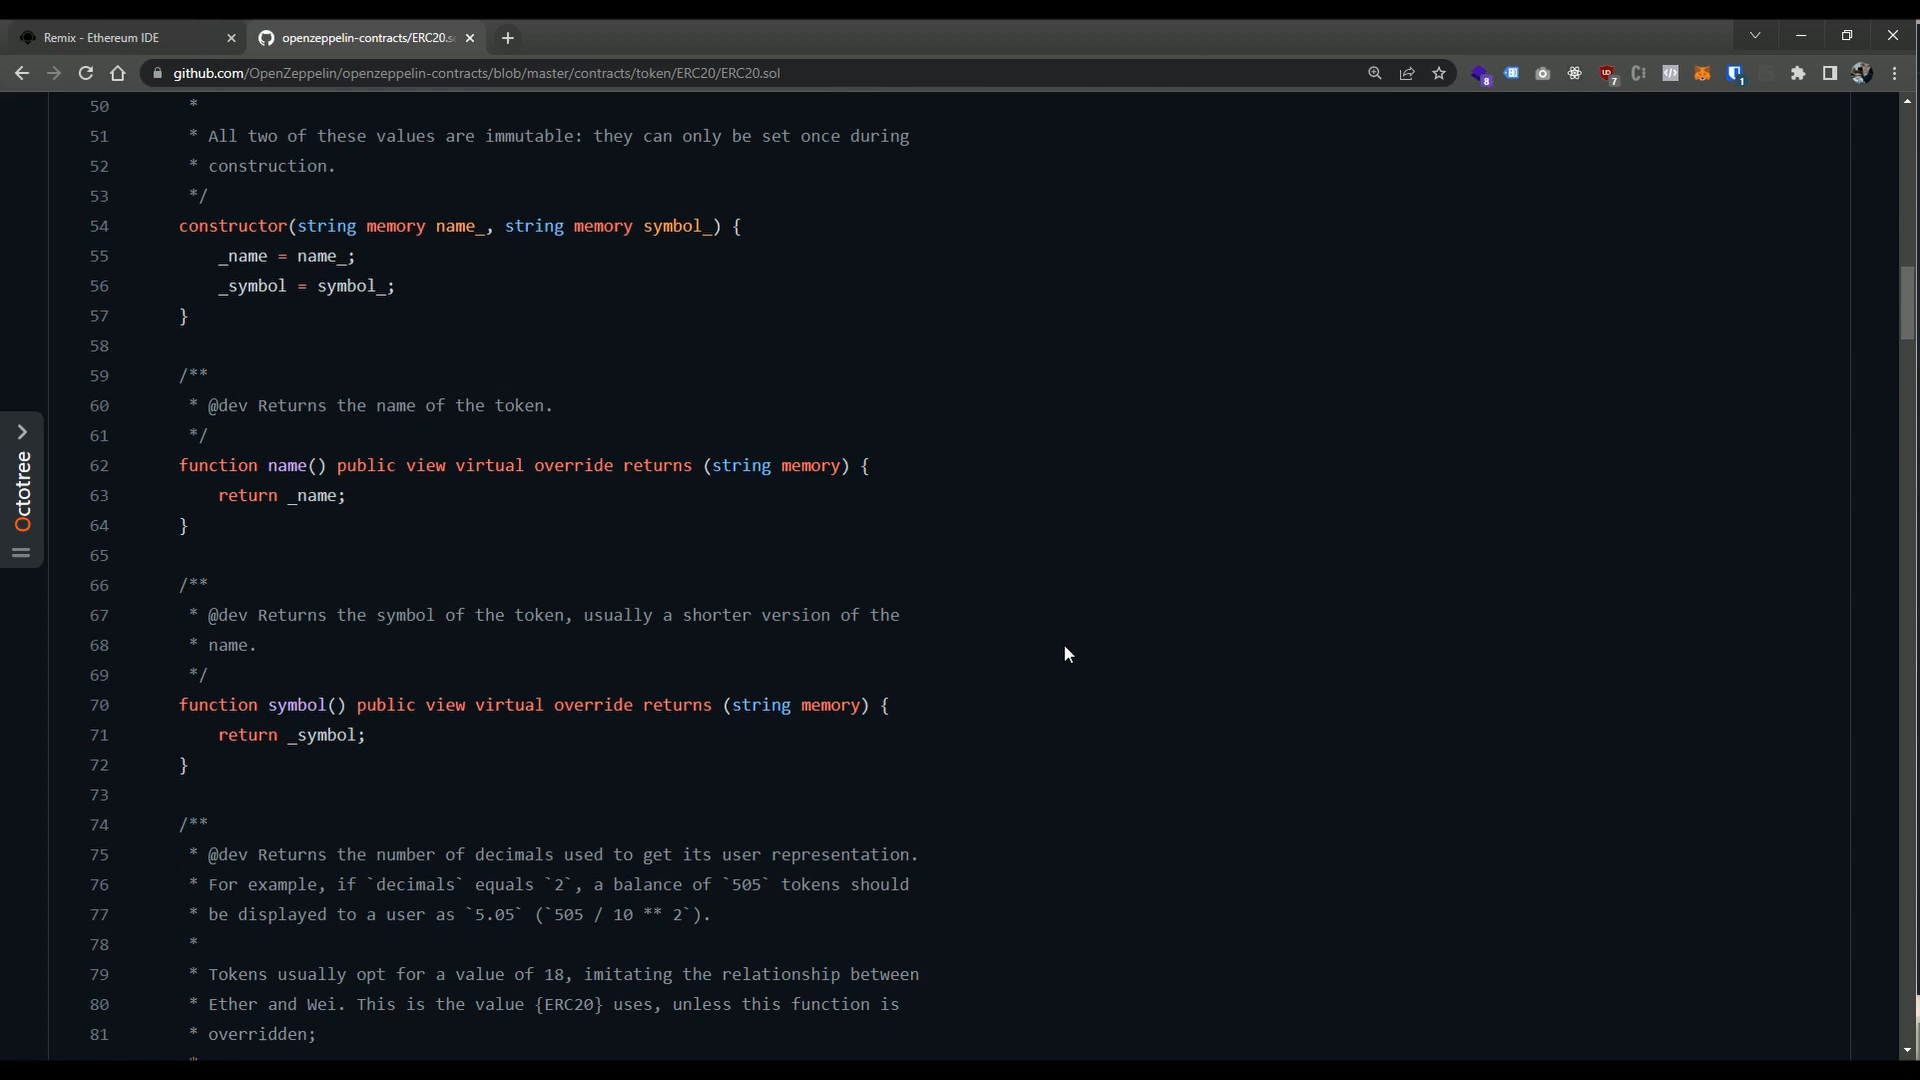 Remix - Ethereum IDE
openzeppelin-contracts/ERC20.s
github.com/OpenZeppelin/openzeppelin-contracts/blob/master/contracts/token/ERC20/ERC20.sol
8
7
1
Octotree
50 *
51 * All two of these values are immutable: they can only be set once during
52 * construction.
53 */
54 constructor(string memory name_, string memory symbol_) {
55 _name = name_;
56 _symbol = symbol_;
57 }
58
59 /**
60 * @dev Returns the name of the token.
61 */
62 function name() public view virtual override returns (string memory) {
63 return _name;
64 }
65
66 /**
67 * @dev Returns the symbol of the token, usually a shorter version of the
68 * name.
69 */
70 function symbol() public view virtual override returns (string memory) {
71 return _symbol;
72 }
73
74 /**
75 * @dev Returns the number of decimals used to get its user representation.
76 * For example, if `decimals` equals `2`, a balance of `505` tokens should
77 * be displayed to a user as `5.05` (`505 / 10 ** 2`).
78 *
79 * Tokens usually opt for a value of 18, imitating the relationship between
80 * Ether and Wei. This is the value {ERC20} uses, unless this function is
81 * overridden;